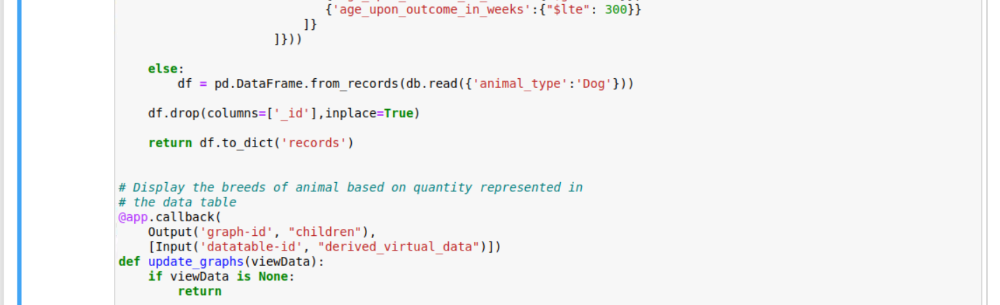 {'age_upon_outcome_in_weeks':{"$lte": 300}}
]}
]}))
else:
df = pd.DataFrame.from_records(db.read({'animal_type':'Dog'}))
df.drop(columns=['_id'],inplace=True)
return df.to_dict('records')
# Display the breeds of animal based on quantity represented in
# the data table
@app.callback(
Output('graph-id', "children"),
[Input('datatable-id', "derived_virtual_data")])
def update_graphs(viewData):
if viewData is None:
return